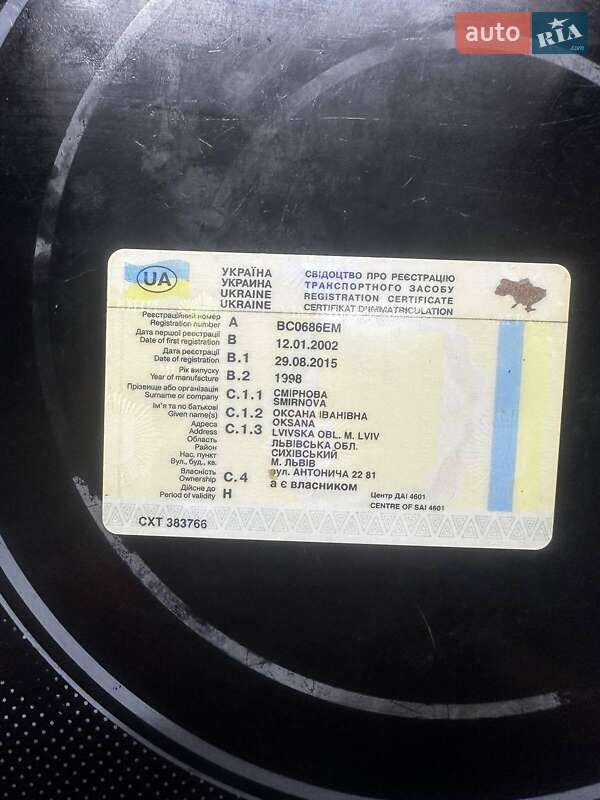 auto RIA .com
UA
УКРАЇНА
УКРАИНА
UKRAINE
UKRAINE
СВІДОЦТВО ПРО РЕЄСТРАЦІЮ
ТРАНСПОРТНОГО ЗАСОБУ
REGISTRATION CERTIFICATE
CERTIFIKAT D'IMMATRICULATION
Реєстраційний номер
Registration number A BC0686EM
Дата першої реєстрації
Date of first registration B 12.01.2002
Дата реєстрації
Date of registration B.1 29.08.2015
Рік випуску
Year of manufacture B.2 1998
Прізвище або організація
Surname or company C.1.1 СМІРНОВА
SMIRNOVA
Ім'я та по батькові
Given name(s) C.1.2 ОКСАНА ІВАНІВНА
OKSANA
Адреса
Address C.1.3 LVIVSKA OBL. M. LVIV
Область ЛЬВІВСЬКА ОБЛ.
Район СИХІВСЬКИЙ
Нас. пункт М. ЛЬВІВ
Вул., буд., кв. вул. АНТОНИЧА 22 81
Власність
Ownership C.4 а є власником
Дійсне до
Period of validity H
Центр ДАІ 4601
CENTRE OF SAI 4601
СХТ 383766